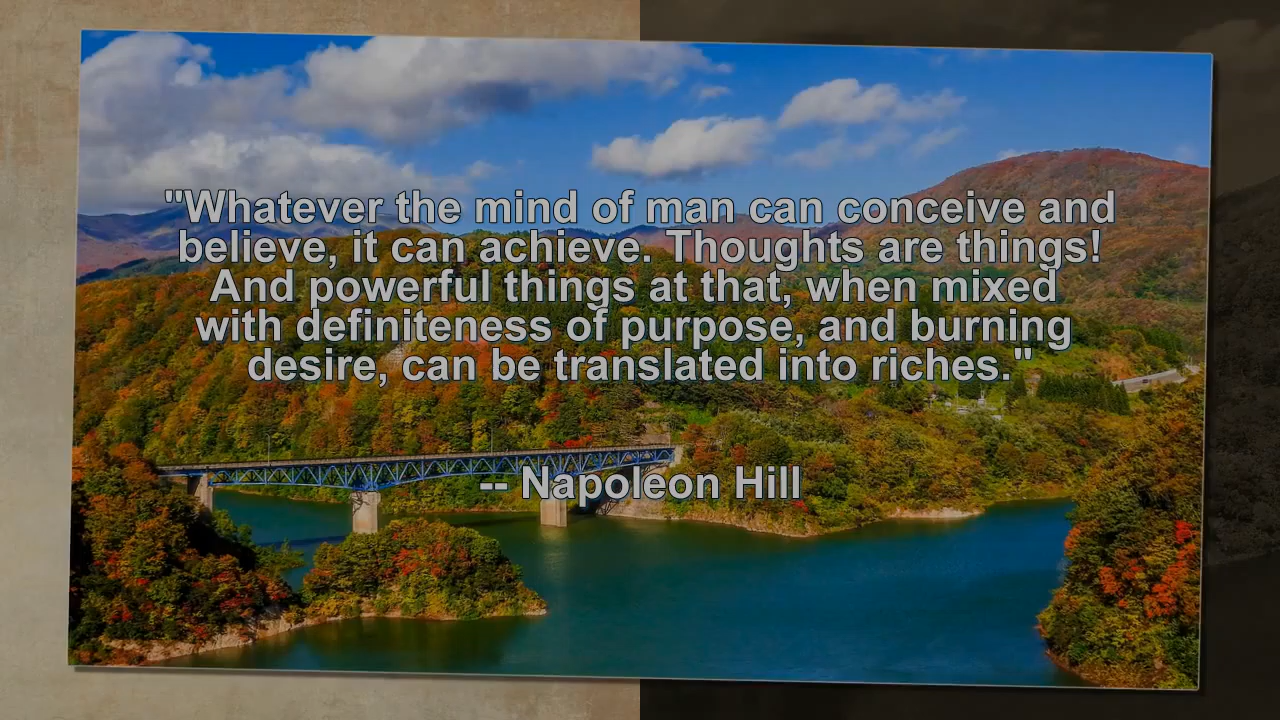 "Whatever the mind of man can conceive and
believe, it can achieve. Thoughts are things!
And powerful things at that, when mixed
with definiteness of purpose, and burning
desire, can be translated into riches."
-- Napoleon Hill